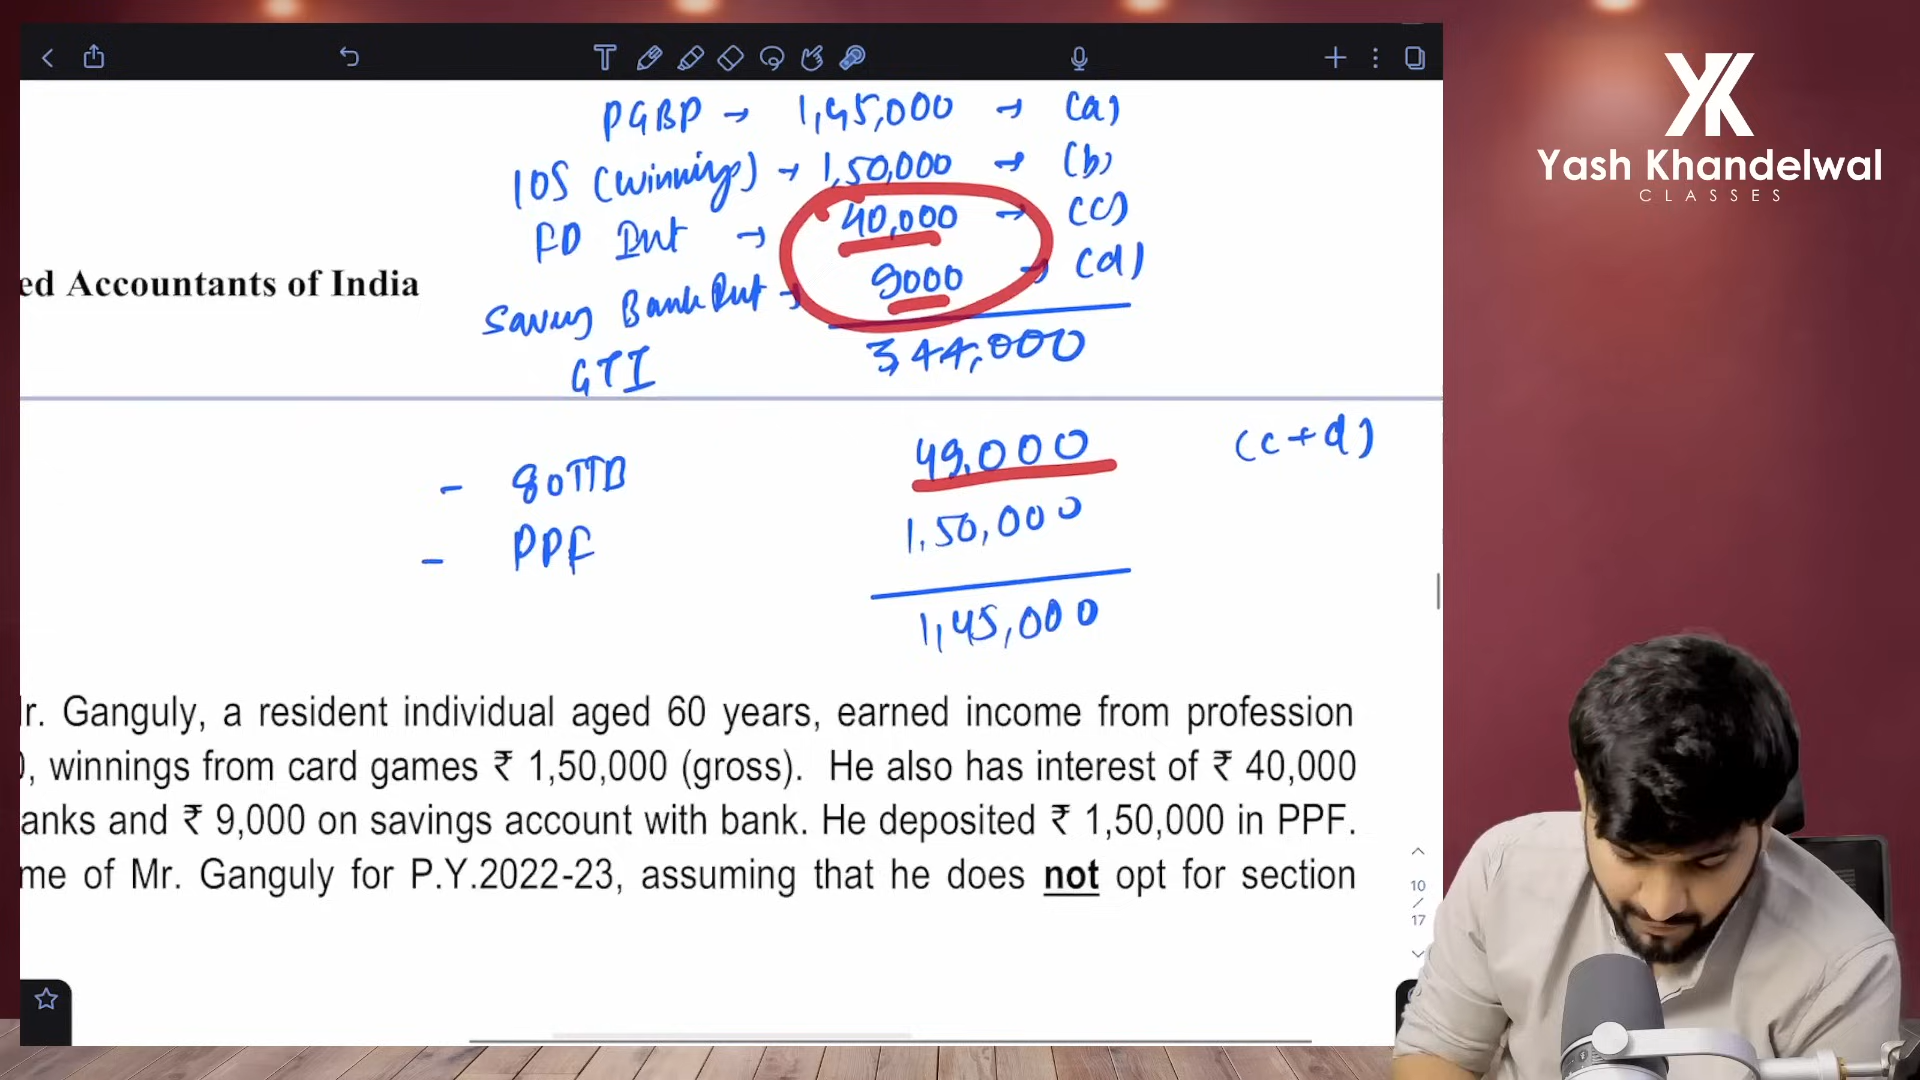 PGBP → 1,45,000 → (a)
IOS (Winnings) → 1,50,000 → (b)
FD Int → 40,000 → (c)
Saving Bank Int → 9000 → (d)
GTI 3,44,000
ed Accountants of India
- 80TTB 49,000 (c+d)
- PPF 1,50,000
1,45,000
r. Ganguly, a resident individual aged 60 years, earned income from profession
, winnings from card games ₹ 1,50,000 (gross). He also has interest of ₹ 40,000
anks and ₹ 9,000 on savings account with bank. He deposited ₹ 1,50,000 in PPF.
me of Mr. Ganguly for P.Y.2022-23, assuming that he does not opt for section
10
/
17
YK
Yash Khandelwal
CLASSES